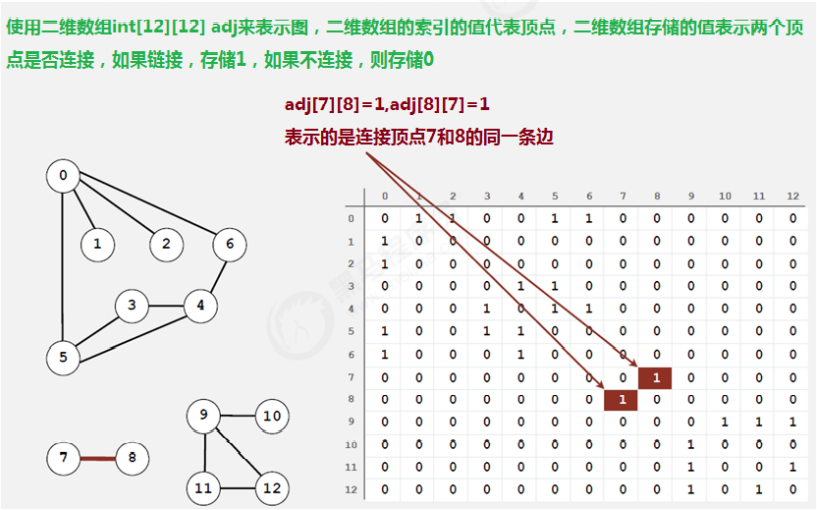 使用二维数组int[12][12] adj来表示图，二维数组的索引的值代表顶点，二维数组存储的值表示两个顶
点是否连接，如果链接，存储1，如果不连接，则存储0
adj[7][8]=1,adj[8][7]=1
表示的是连接顶点7和8的同一条边
0
1 2 6
3 4
5
9 10
7 8
11 12
0 1 2 3 4 5 6 7 8 9 10 11 12
0 0 1 1 0 0 1 1 0 0 0 0 0 0
1 1 0 0 0 0 0 0 0 0 0 0 0
2 1 0 0 0 0 0 0 0 0 0 0 0 0
3 0 0 0 0 1 1 0 0 0 0 0 0 0
4 0 0 0 1 0 1 1 0 0 0 0 0 0
5 1 0 0 1 1 0 0 0 0 0 0 0 0
6 1 0 0 0 1 0 0 0 0 0 0 0 0
7 0 0 0 0 0 0 0 0 1 0 0 0 0
8 0 0 0 0 0 0 0 1 0 0 0 0 0
9 0 0 0 0 0 0 0 0 0 0 1 1 1
10 0 0 0 0 0 0 0 0 0 1 0 0 0
11 0 0 0 0 0 0 0 0 0 1 0 0 1
12 0 0 0 0 0 0 0 0 0 1 0 1 0